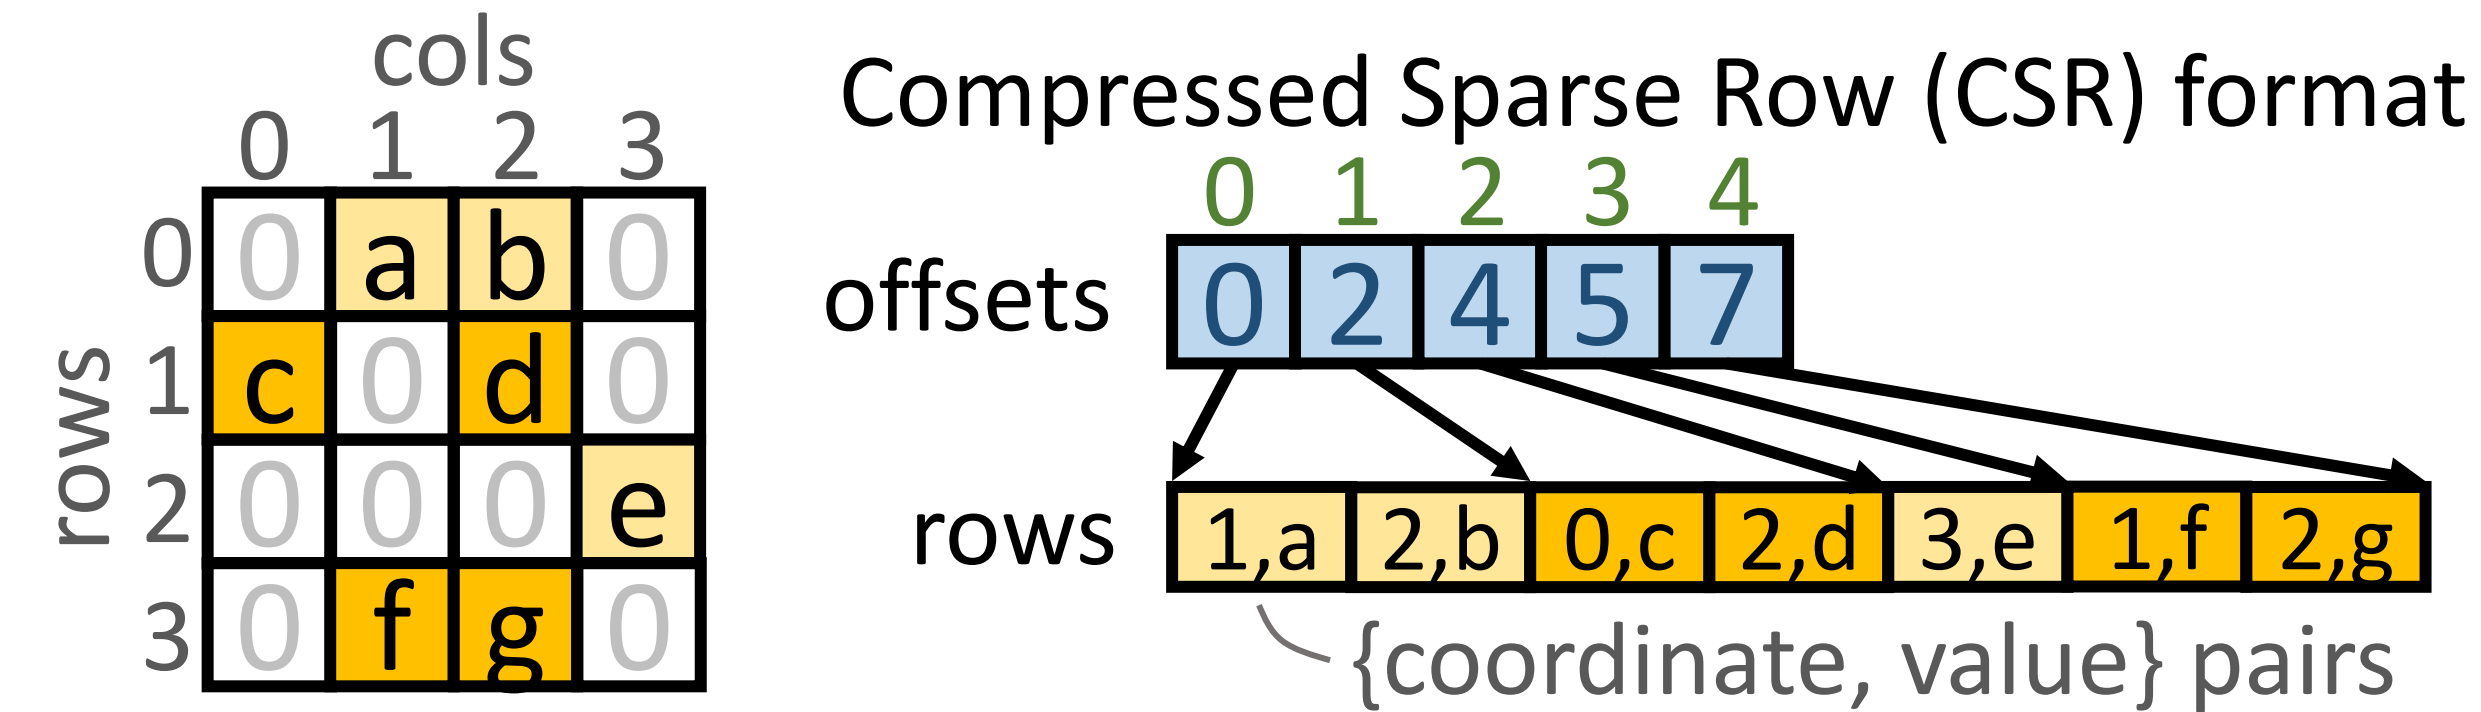 cols
0 1 2 3
rows
0 0 a b 0
1 c 0 d 0
2 0 0 0 e
3 0 f g 0
Compressed Sparse Row (CSR) format
0 1 2 3 4
offsets 0 2 4 5 7
rows 1,a 2,b 0,c 2,d 3,e 1,f 2,g
{coordinate, value} pairs